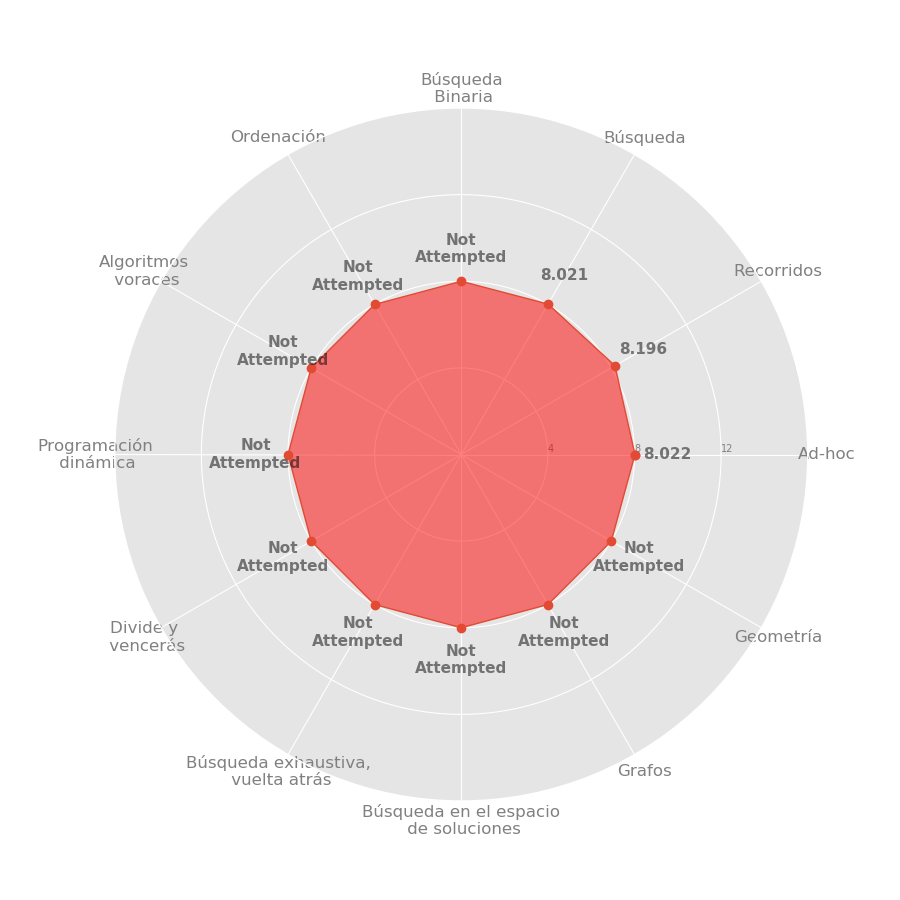 Búsqueda
Binaria
Ordenación
Búsqueda
Not
Attempted
Algoritmos
voraces
Not
Attempted
8.021
Recorridos
Not
Attempted
8.196
Programación
dinámica
Not
Attempted
4
8
12
8.022
Ad-hoc
Not
Attempted
Not
Attempted
Divide y
vencerás
Not
Attempted
Not
Attempted
Geometría
Not
Attempted
Búsqueda exhaustiva,
vuelta atrás
Grafos
Búsqueda en el espacio
de soluciones